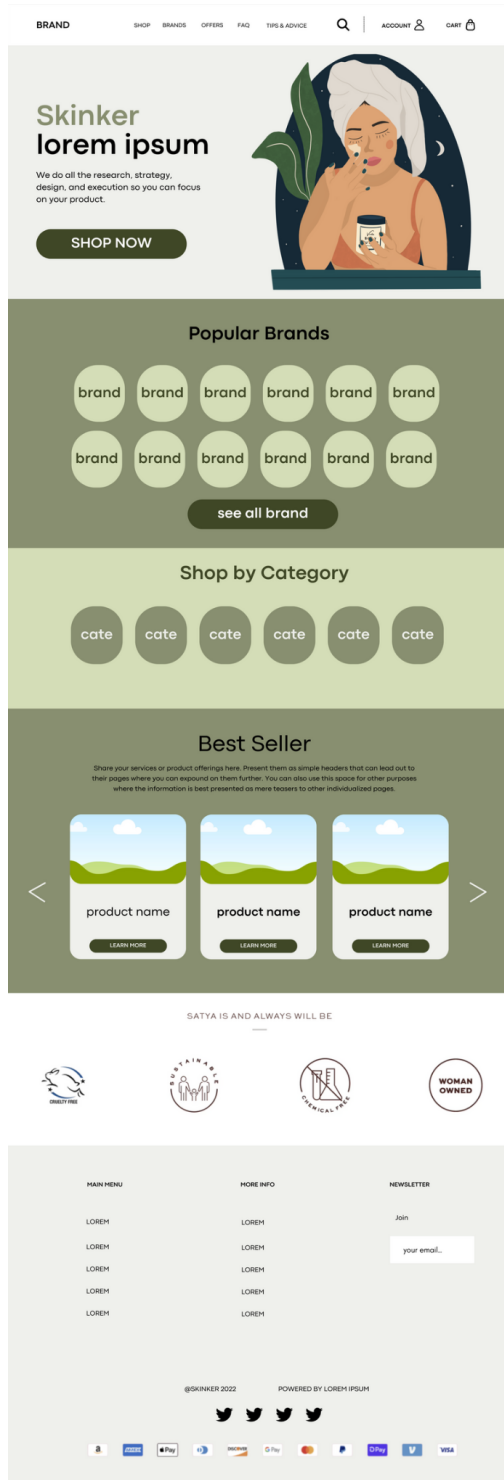 BRAND
SHOP BRANDS OFFERS FAQ TIPS & ADVICE ACCOUNT CART
Skinker
lorem ipsum
We do all the research, strategy,
design, and execution so you can focus
on your product.
SHOP NOW
Popular Brands
brand brand brand brand brand brand
brand brand brand brand brand brand
see all brand
Shop by Category
cate cate cate cate cate cate
Best Seller
Share your services or product offerings here. Present them as simple headers that can lead out to
their pages where you can expound on them further. You can also use this space for other purposes
where the information is best presented as mere teasers to other individualized pages.
product name product name product name
LEARN MORE LEARN MORE LEARN MORE
SATYA IS AND ALWAYS WILL BE
CRUELTY FREE
SUSTAINABLE
CHEMICAL FREE
WOMAN
OWNED
MAIN MENU MORE INFO NEWSLETTER
LOREM LOREM Join
LOREM LOREM your email...
LOREM LOREM
LOREM LOREM
LOREM LOREM
@SKINKER 2022 POWERED BY LOREM IPSUM
Pay DISCOVER G Pay Pay VISA